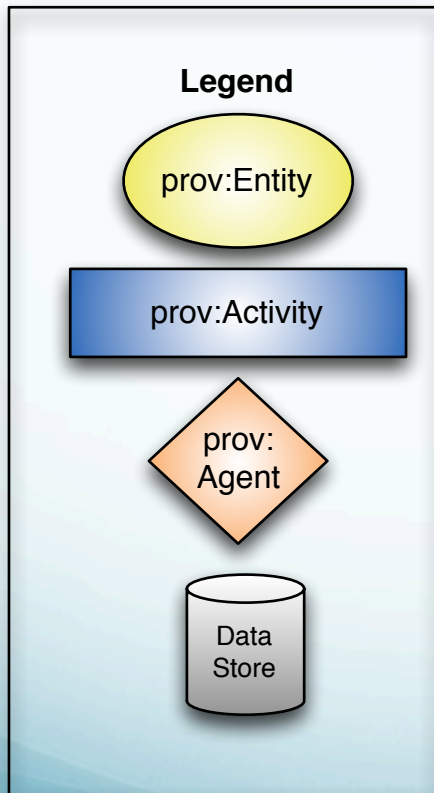 Legend
prov:Entity
prov:Activity
prov:
Agent
Data
Store